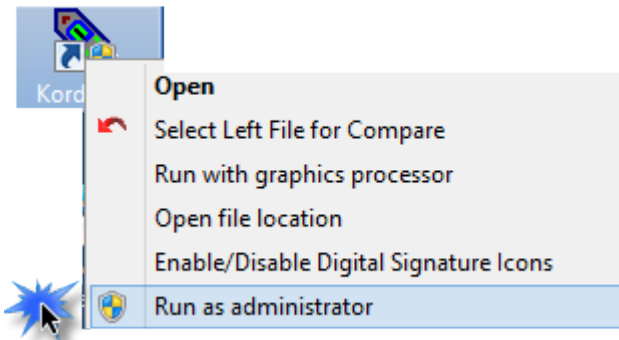 Kord
Open
Select Left File for Compare
Run with graphics processor
Open file location
Enable/Disable Digital Signature Icons
Run as administrator